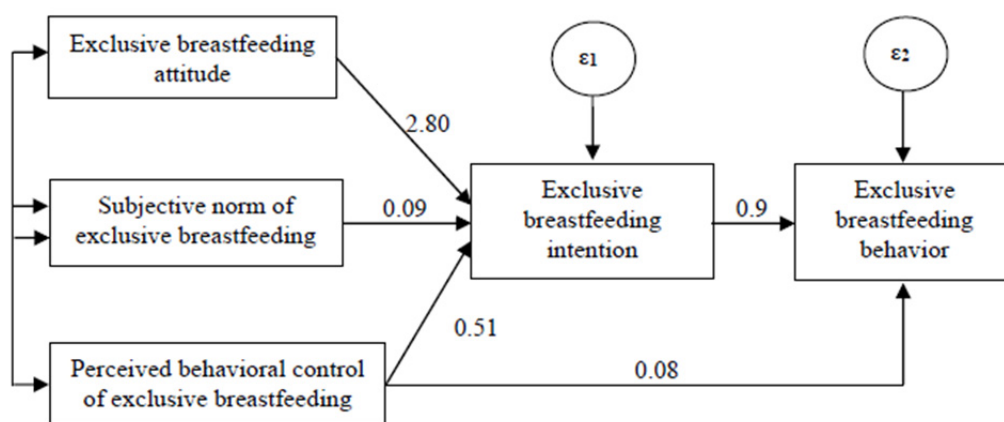 Exclusive breastfeeding
attitude
ε1
ε2
2.80
Subjective norm of
exclusive breastfeeding
0.09
Exclusive
breastfeeding
intention
0.9
Exclusive
breastfeeding
behavior
0.51
Perceived behavioral control
of exclusive breastfeeding
0.08